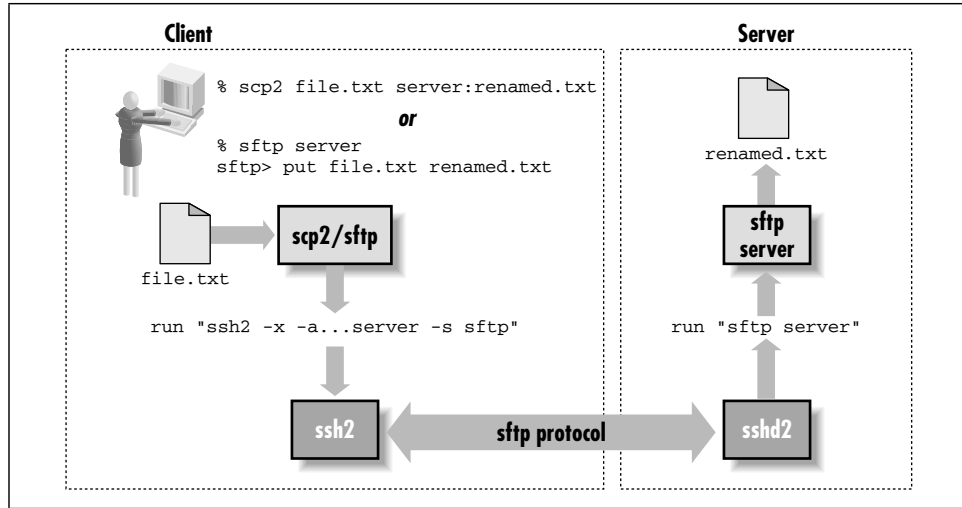 Client
Server
% scp2 file.txt server:renamed.txt
or
% sftp server
sftp> put file.txt renamed.txt
renamed.txt
file.txt
scp2/sftp
sftp
server
run "ssh2 -x -a...server -s sftp"
run "sftp server"
ssh2
sftp protocol
sshd2